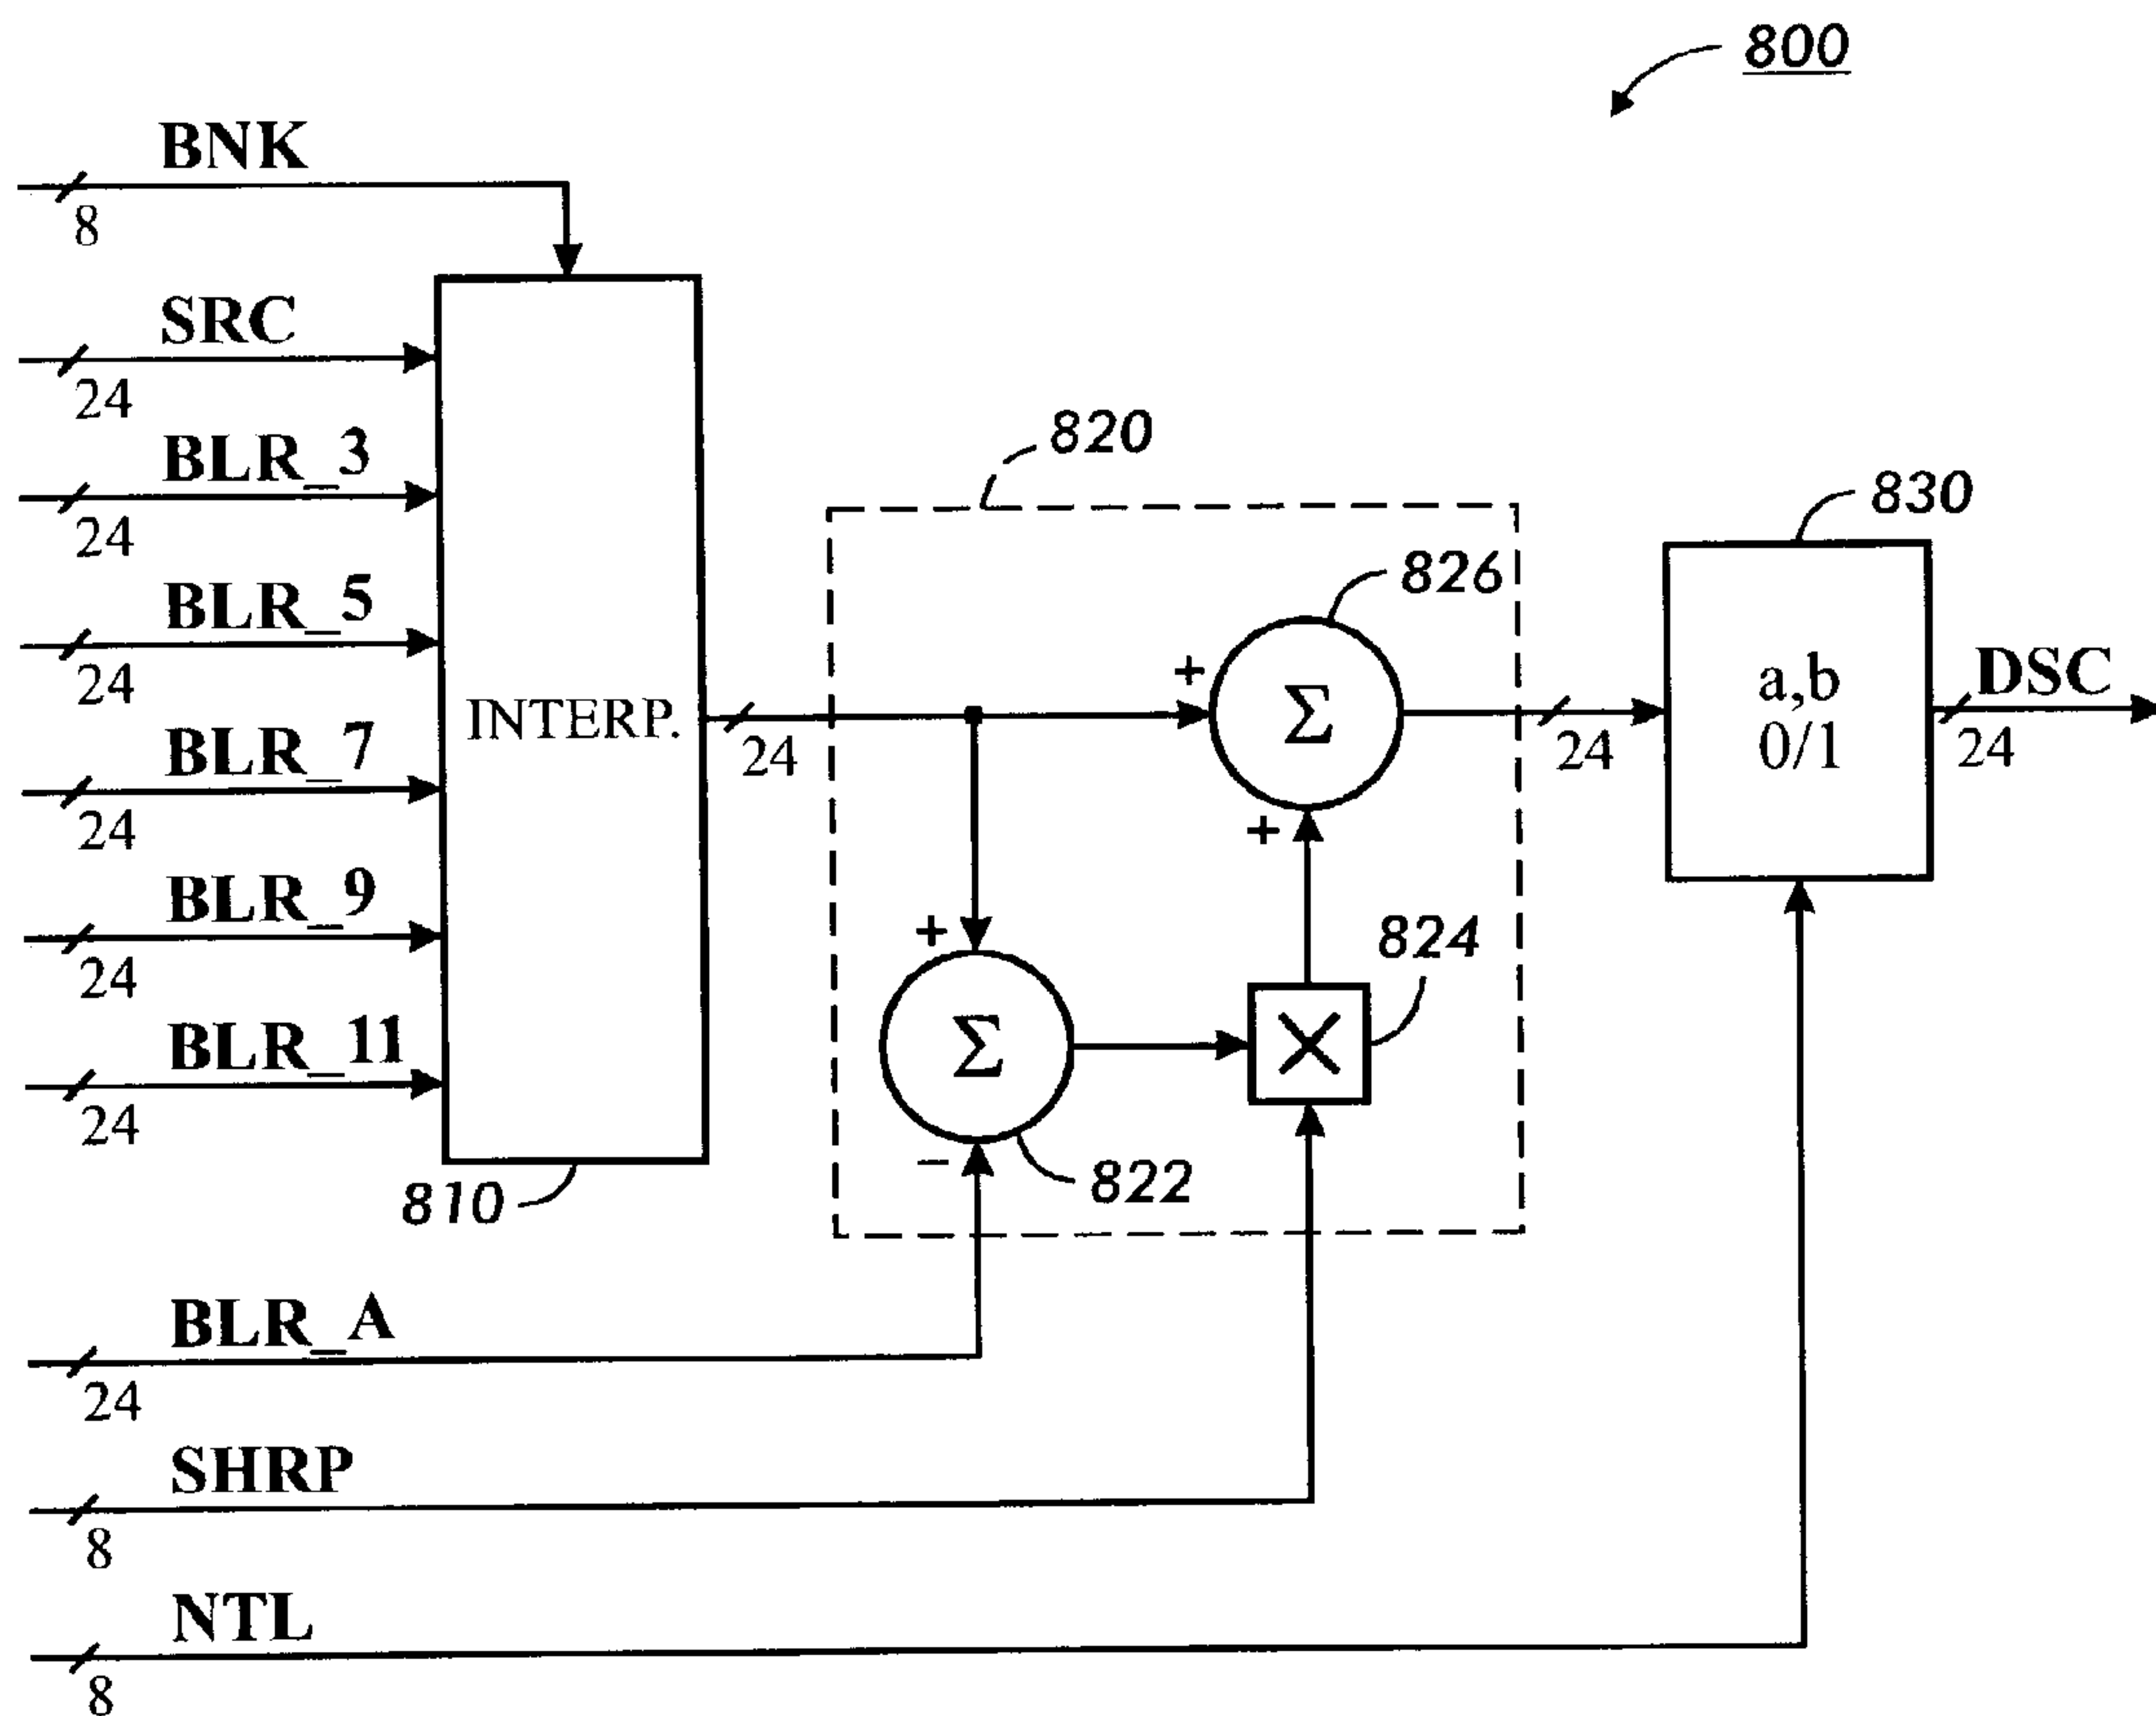 800
BNK
8
SRC
24
BLR_3
24
BLR_5
24
BLR_7
24
BLR_9
24
BLR_11
24
INTERP.
810
24
820
826
+
Σ
+
+
Σ
−
822
824
×
24
830
a,b
0/1
DSC
24
BLR_A
24
SHRP
8
NTL
8